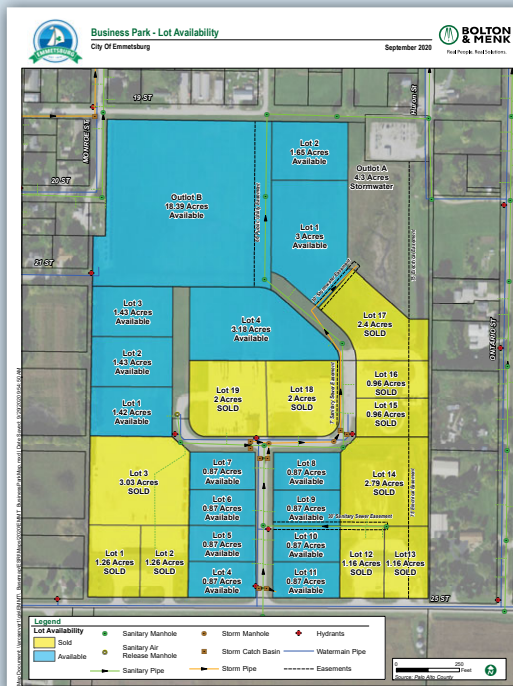 EMMETSBURG
Business Park - Lot Availability
City Of Emmetsburg
September 2020
BOLTON
& MENK
Real People. Real Solutions.
19 ST
MONROE ST
Huron St
20 ST
21 ST
ONTARIO ST
25 ST
Lot 2
1.65 Acres
Available
Outlot A
4.3 Acres
Stormwater
Outlot B
18.39 Acres
Available
Lot 1
3 Acres
Available
Lot 3
1.43 Acres
Available
Lot 4
3.18 Acres
Available
Lot 17
2.4 Acres
SOLD
Lot 2
1.43 Acres
Available
Lot 16
0.96 Acres
SOLD
Lot 19
2 Acres
SOLD
Lot 18
2 Acres
SOLD
Lot 1
1.42 Acres
Available
Lot 15
0.96 Acres
SOLD
Lot 3
3.03 Acres
SOLD
Lot 7
0.87 Acres
Available
Lot 8
0.87 Acres
Available
Lot 14
2.79 Acres
SOLD
Lot 6
0.87 Acres
Available
Lot 9
0.87 Acres
Available
30' Sanitary Sewer Easement
Lot 5
0.87 Acres
Available
Lot 10
0.87 Acres
Available
Lot 1
1.26 Acres
SOLD
Lot 2
1.26 Acres
SOLD
Lot 12
1.16 Acres
SOLD
Lot13
1.16 Acres
SOLD
Lot 4
0.87 Acres
Available
Lot 11
0.87 Acres
Available
Legend
Lot Availability
Sold
Available
Sanitary Manhole
Sanitary Air
Release Manhole
Sanitary Pipe
Storm Manhole
Storm Catch Basin
Storm Pipe
Hydrants
Watermain Pipe
Easements
0 250
Feet
Source: Palo Alto County